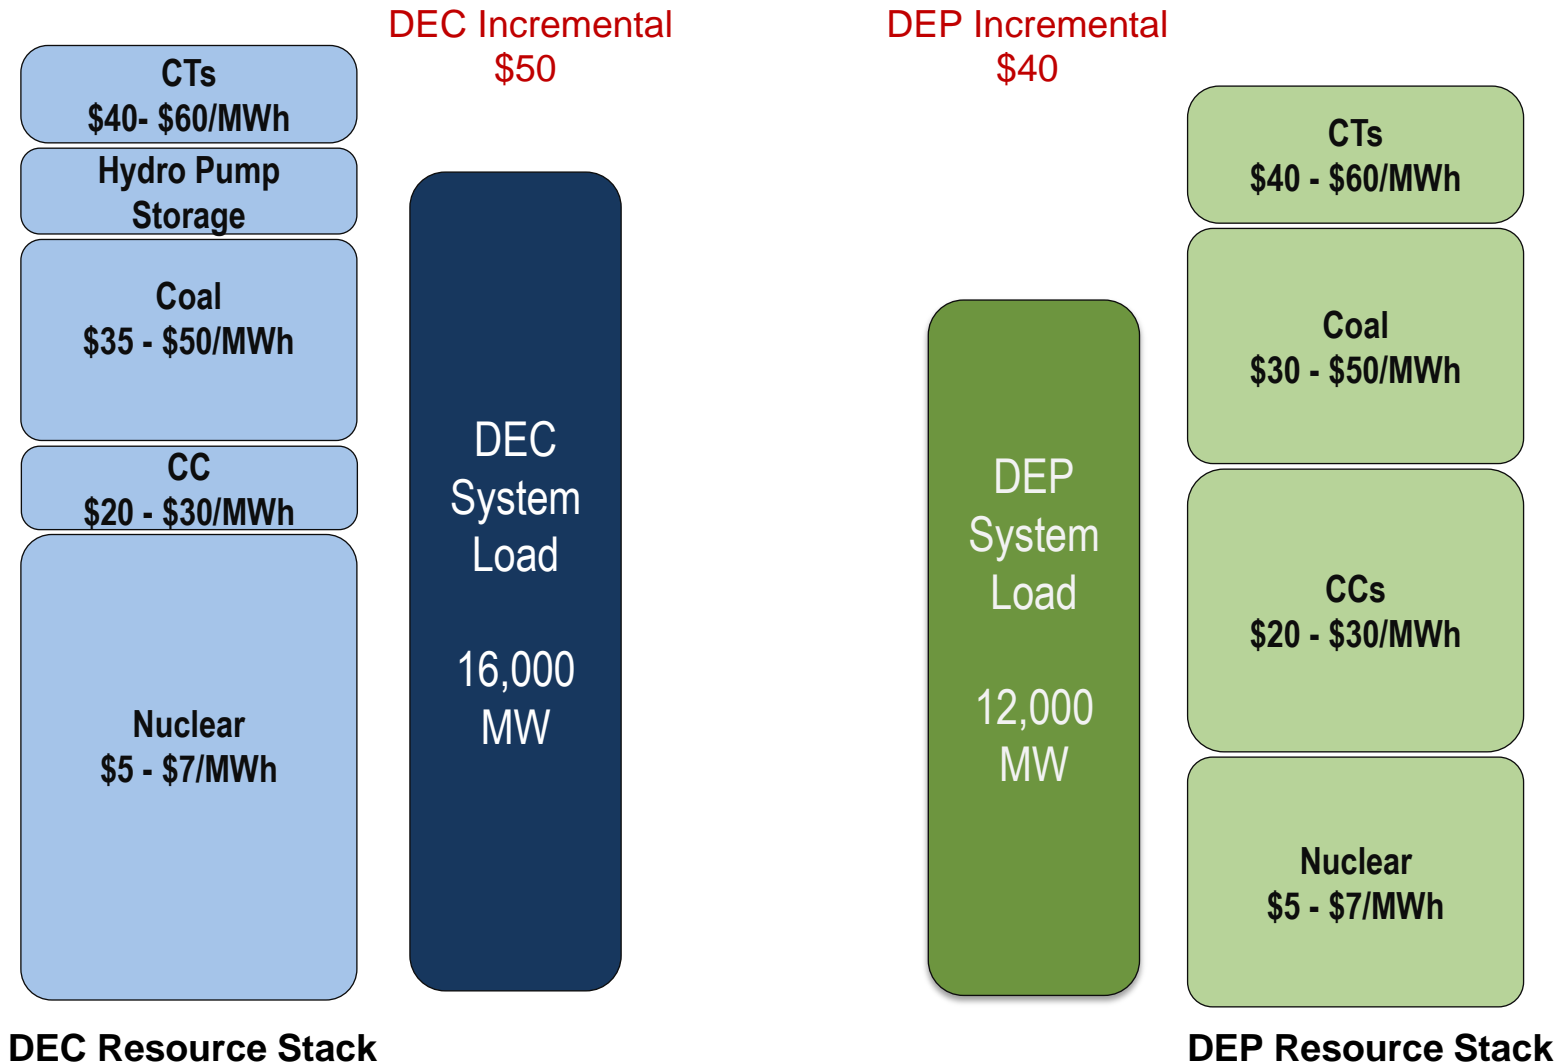 DEC Incremental
$50
DEP Incremental
$40
CTs
$40- $60/MWh
Hydro Pump
Storage
Coal
$35 - $50/MWh
CC
$20 - $30/MWh
Nuclear
$5 - $7/MWh
DEC
System
Load
16,000
MW
DEP
System
Load
12,000
MW
CTs
$40 - $60/MWh
Coal
$30 - $50/MWh
CCs
$20 - $30/MWh
Nuclear
$5 - $7/MWh
DEC Resource Stack
DEP Resource Stack